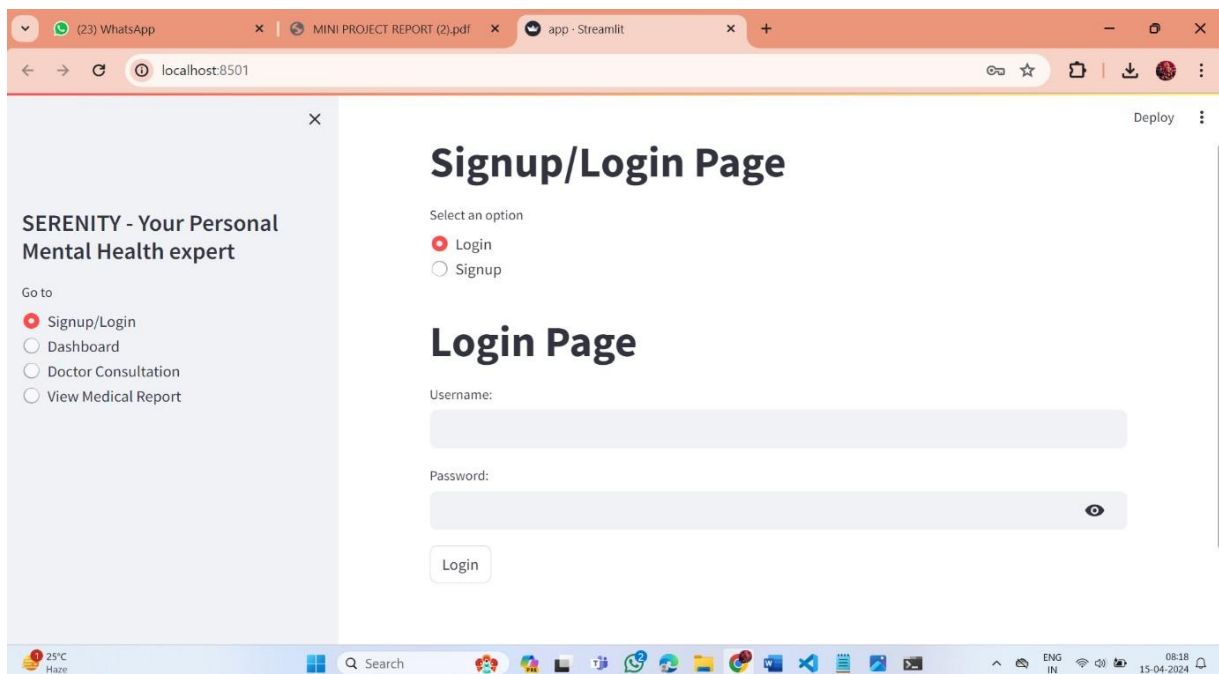 (23) WhatsApp
MINI PROJECT REPORT (2).pdf
app · Streamlit
localhost:8501
Deploy
SERENITY - Your Personal
Mental Health expert
Go to
Signup/Login
Dashboard
Doctor Consultation
View Medical Report
Signup/Login Page
Select an option
Login
Signup
Login Page
Username:
Password:
Login
1
25°C
Haze
Search
2
ENG
IN
08:18
15-04-2024